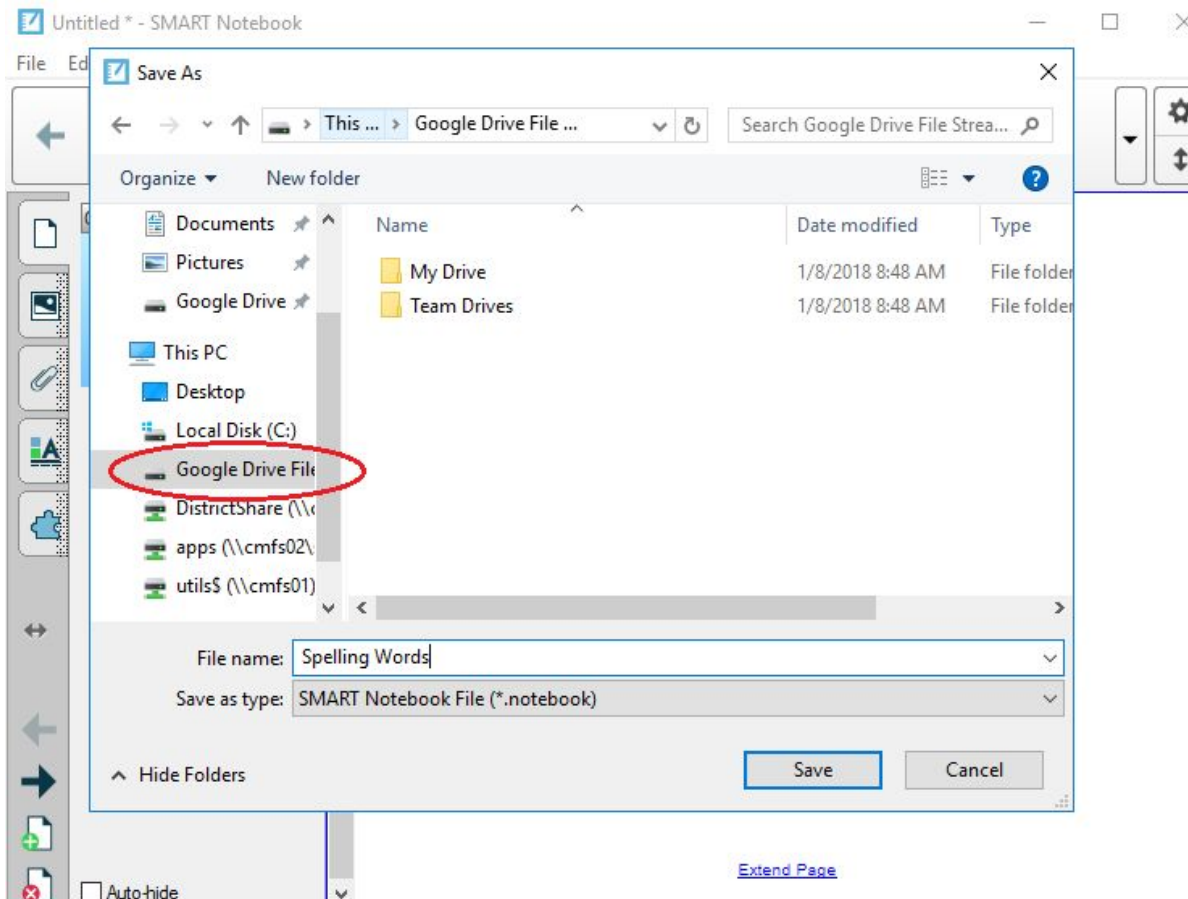 Untitled * - SMART Notebook
File Ed
Save As
This ... > Google Drive File ...
Search Google Drive File Strea...
Organize New folder
?
Name Date modified Type
Documents
Pictures
Google Drive
This PC
Desktop
Local Disk (C:)
Google Drive File
DistrictShare (\\
apps (\\cmfs02\
utils$ (\\cmfs01)
My Drive 1/8/2018 8:48 AM File folder
Team Drives 1/8/2018 8:48 AM File folder
File name: Spelling Words
Save as type: SMART Notebook File (*.notebook)
Hide Folders
Save Cancel
Extend Page
Auto-hide